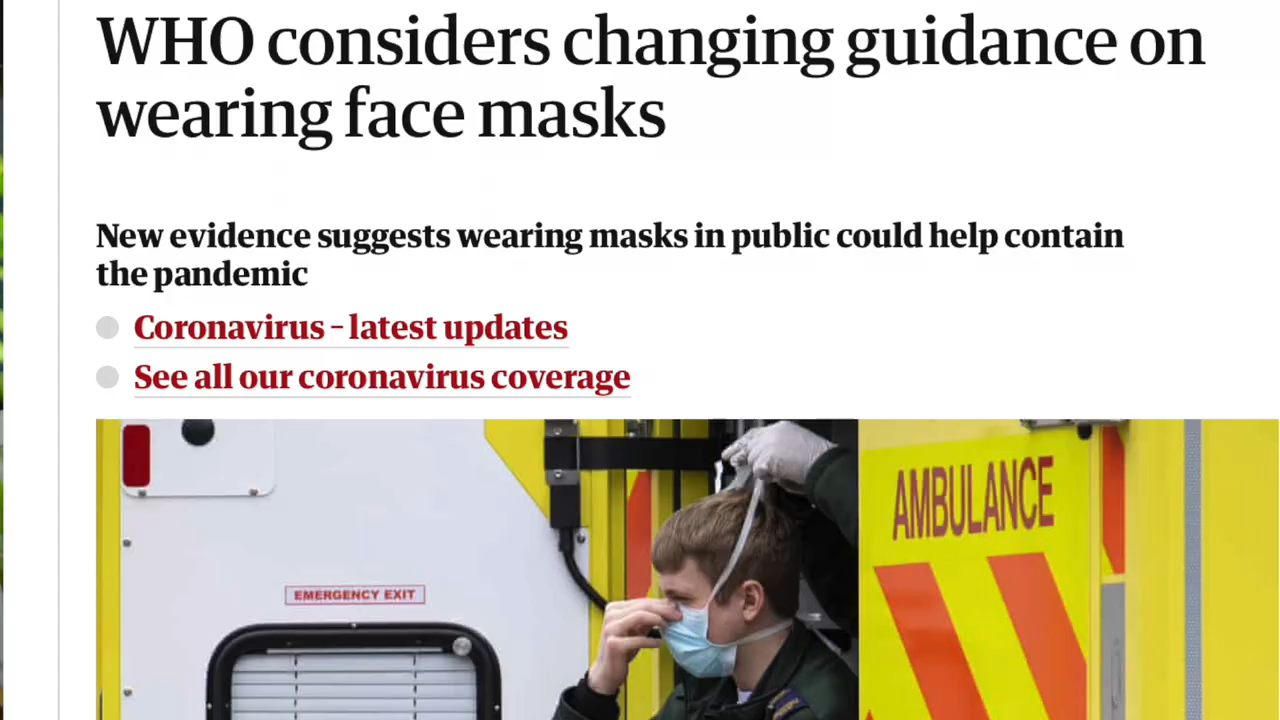 WHO considers changing guidance on
wearing face masks
New evidence suggests wearing masks in public could help contain
the pandemic
Coronavirus – latest updates
See all our coronavirus coverage
AMBULANCE
EMERGENCY EXIT